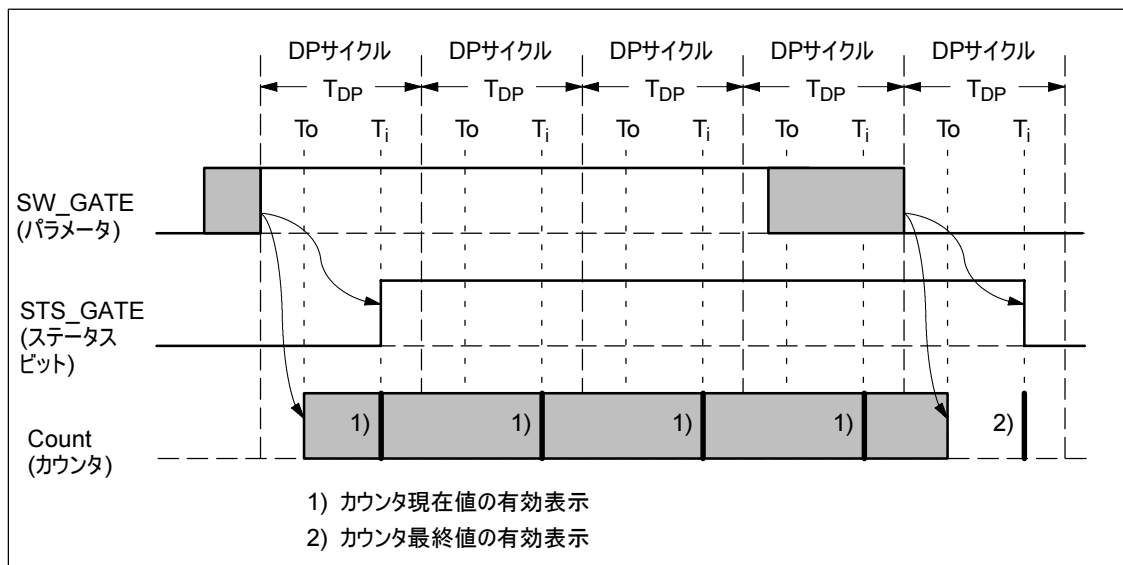 DPサイクル DPサイクル DPサイクル DPサイクル DPサイクル
TDP TDP TDP TDP TDP
To Ti To Ti To Ti To Ti To Ti
SW_GATE
(パラメータ)
STS_GATE
(ステータス
ビット)
Count
(カウンタ)
1) 1) 1) 1) 2)
1) カウンタ現在値の有効表示
2) カウンタ最終値の有効表示